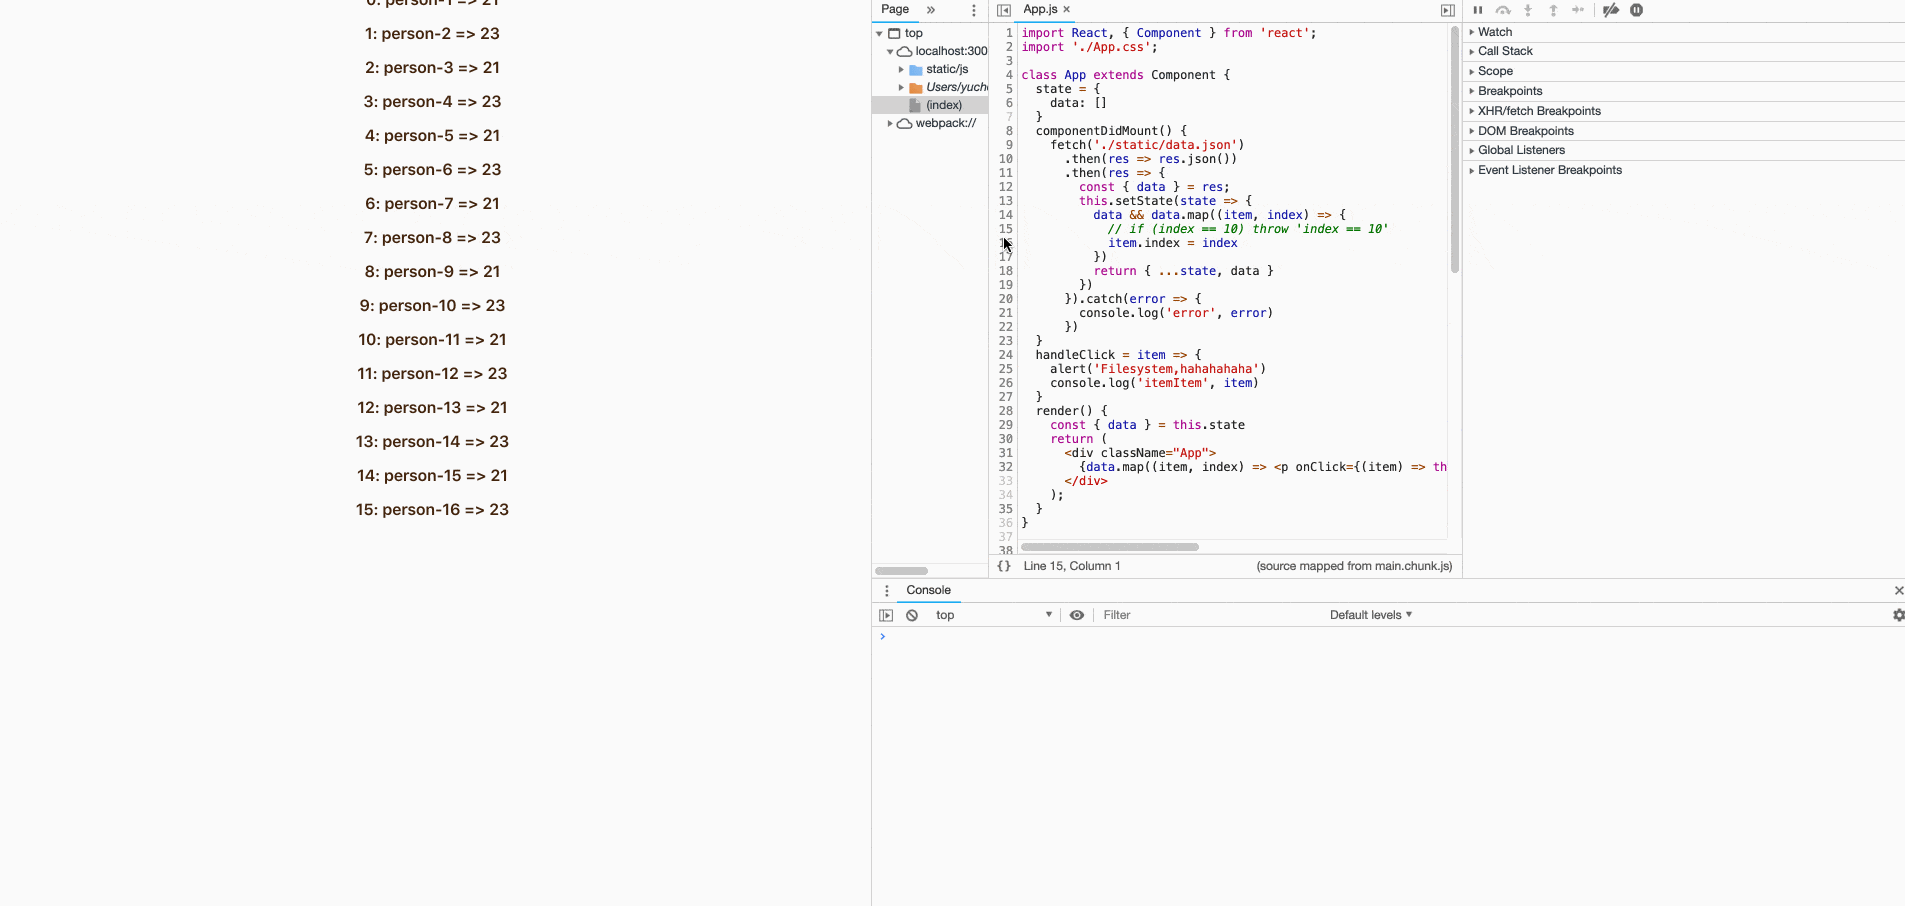 0: person-1 => 21
1: person-2 => 23
2: person-3 => 21
3: person-4 => 23
4: person-5 => 21
5: person-6 => 23
6: person-7 => 21
7: person-8 => 23
8: person-9 => 21
9: person-10 => 23
10: person-11 => 21
11: person-12 => 23
12: person-13 => 21
13: person-14 => 23
14: person-15 => 21
15: person-16 => 23
Page »
top
localhost:300
static/js
Users/yuch
(index)
webpack://
App.js ×
1 import React, { Component } from 'react';
2 import './App.css';
3
4 class App extends Component {
5   state = {
6     data: []
7   }
8   componentDidMount() {
9     fetch('./static/data.json')
10       .then(res => res.json())
11       .then(res => {
12         const { data } = res;
13         this.setState(state => {
14           data && data.map((item, index) => {
15             // if (index == 10) throw 'index == 10'
item.index = index
17           })
18           return { ...state, data }
19         })
20       }).catch(error => {
21         console.log('error', error)
22       })
23   }
24   handleClick = item => {
25     alert('Filesystem,hahahahaha')
26     console.log('itemItem', item)
27   }
28   render() {
29     const { data } = this.state
30     return (
31       <div className="App">
32         {data.map((item, index) => <p onClick={(item) => th
33       </div>
34     );
35   }
36 }
37
38
{} Line 15, Column 1 (source mapped from main.chunk.js)
Watch
Call Stack
Scope
Breakpoints
XHR/fetch Breakpoints
DOM Breakpoints
Global Listeners
Event Listener Breakpoints
Console ×
top Filter Default levels